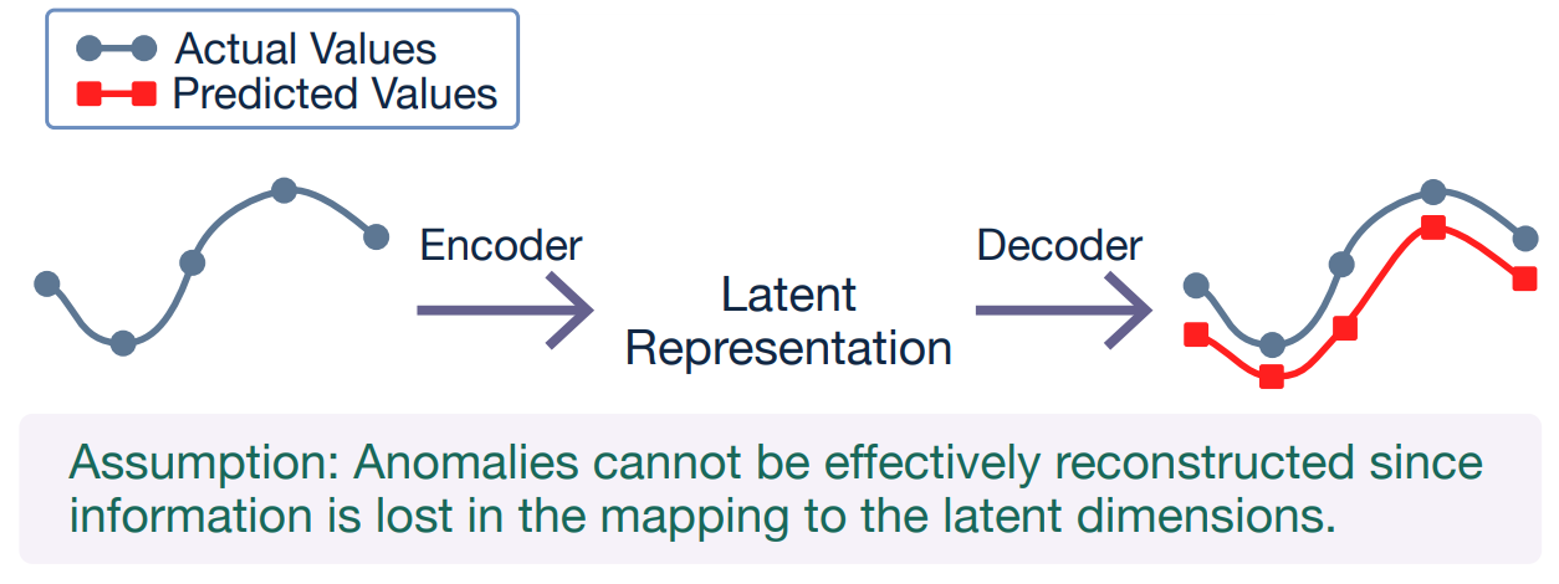 Actual Values
Predicted Values
Encoder
Latent
Representation
Decoder
Assumption: Anomalies cannot be effectively reconstructed since
information is lost in the mapping to the latent dimensions.